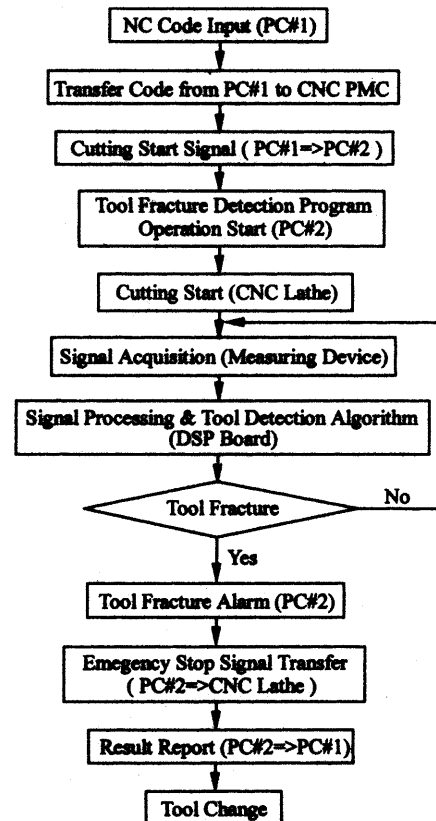 NC Code Input (PC#1)
Transfer Code from PC#1 to CNC PMC
Cutting Start Signal ( PC#1=>PC#2 )
Tool Fracture Detection Program
Operation Start (PC#2)
Cutting Start (CNC Lathe)
Signal Acquisition (Measuring Device)
Signal Processing & Tool Detection Algorithm
(DSP Board)
Tool Fracture
No
Yes
Tool Fracture Alarm (PC#2)
Emegency Stop Signal Transfer
( PC#2=>CNC Lathe )
Result Report (PC#2=>PC#1)
Tool Change